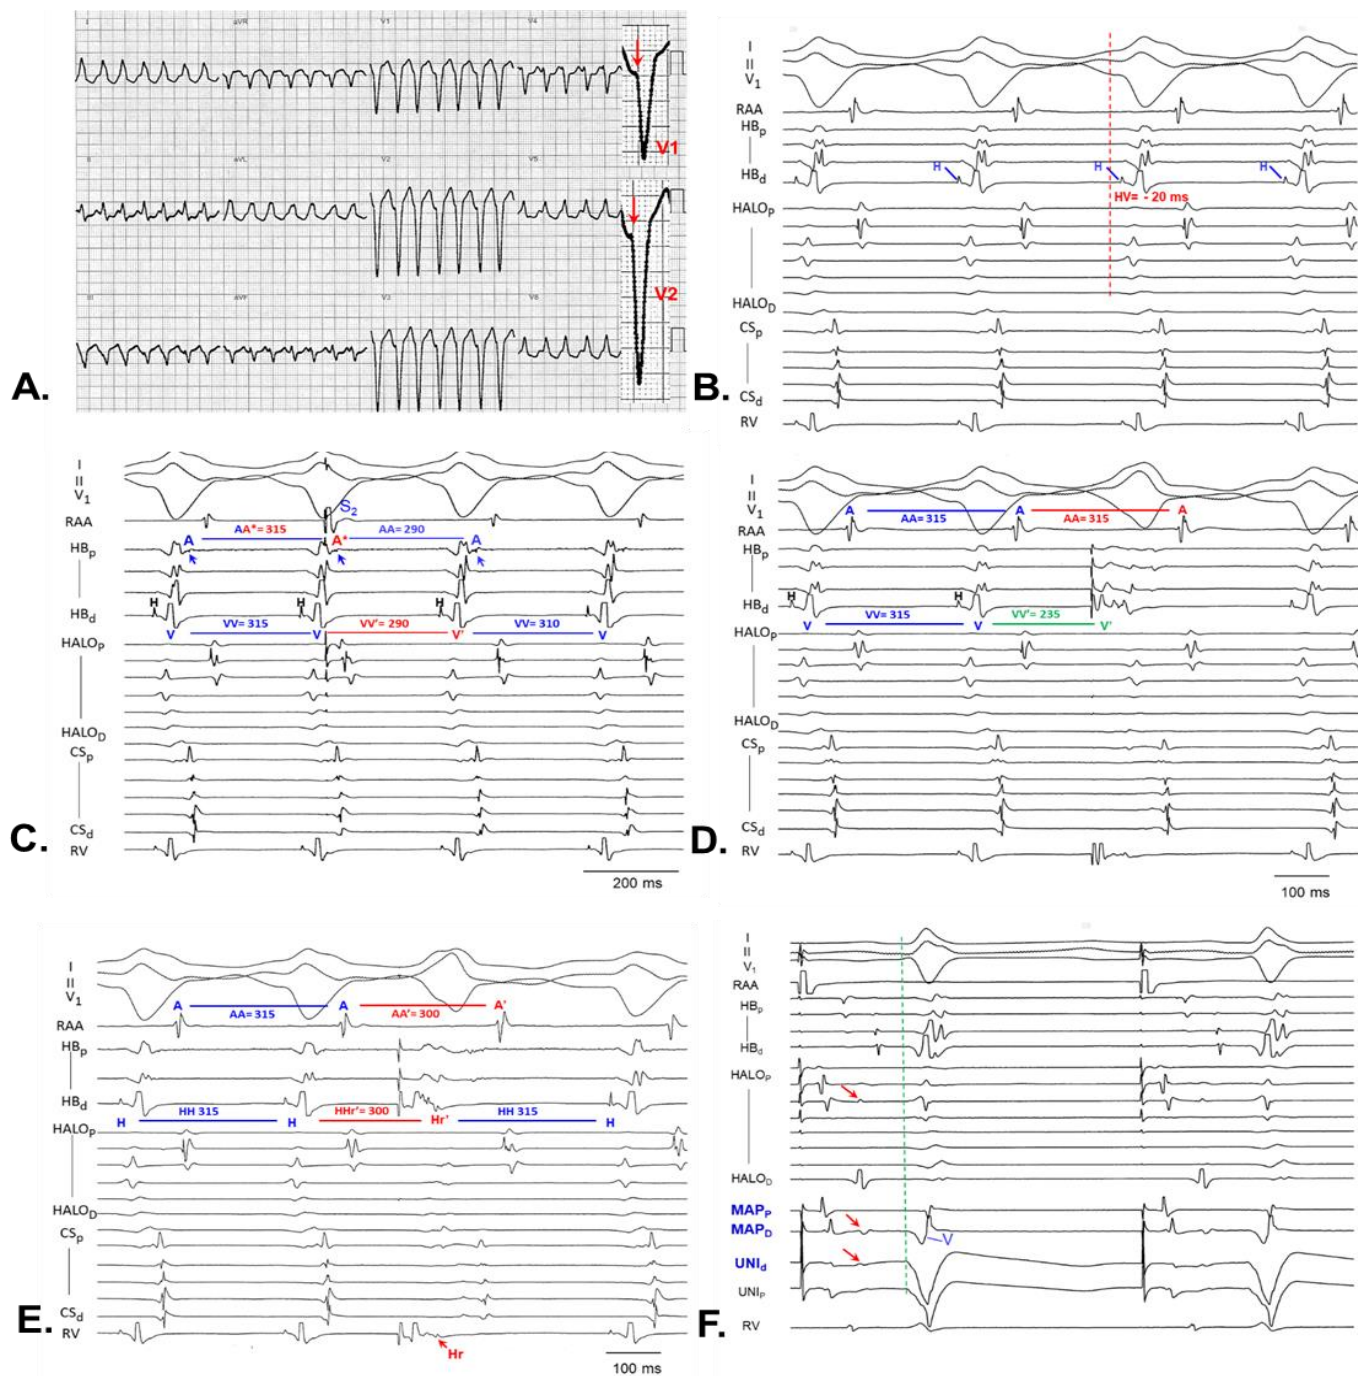 I aVR V1 V4
V1
II aVL V2 V5
V2
III aVF V3 V6
A.
I
II
V1
RAA
HBp
HBd
H H H
HV= - 20 ms
HALOp
HALOD
CSp
CSd
RV
B.
I
II
V1
S2
RAA
AA*= 315 AA= 290
HBp
A A* A
HBd
H H H
VV= 315 VV'= 290 VV= 310
V V V' V
HALOp
HALOD
CSp
CSd
RV
C.
200 ms
I
II
V1
A A A
AA= 315 AA= 315
RAA
HBp
HBd
H H
VV= 315 VV'= 235
V V V'
HALOp
HALOD
CSp
CSd
RV
D.
100 ms
I
II
V1
A A A'
AA= 315 AA'= 300
RAA
HBp
HBd
HH 315 HHr'= 300 HH 315
H H Hr' H
HALOp
HALOD
CSp
CSd
RV
Hr
E.
100 ms
I
II
V1
RAA
HBp
HBd
HALOP
HALOD
MAPP
MAPD
V
UNId
UNIp
RV
F.